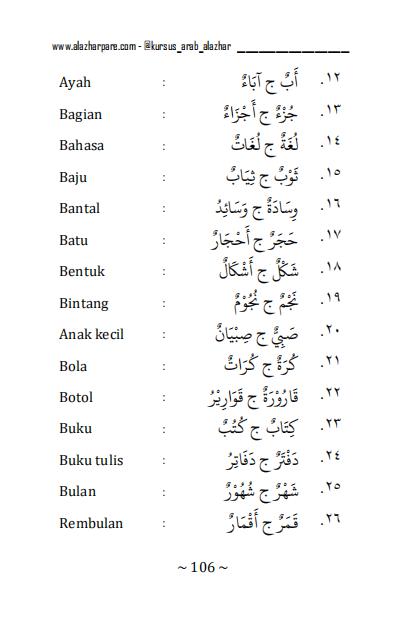 www.alazharpare.com - @kursus_arab_alazhar ___________
Ayah : أَبٌ ج آبَاءٌ .١٢
Bagian : جُزْءٌ ج أَجْزَاءٌ .١٣
Bahasa : لُغَةٌ ج لُغَاتٌ .١٤
Baju : ثَوْبٌ ج ثِيَابٌ .١٥
Bantal : وِسَادَةٌ ج وَسَائِدُ .١٦
Batu : حَجَرٌ ج أَحْجَارٌ .١٧
Bentuk : شَكْلٌ ج أَشْكَالٌ .١٨
Bintang : نَجْمٌ ج نُجُوْمٌ .١٩
Anak kecil : صَبِيٌّ ج صِبْيَانٌ .٢٠
Bola : كُرَةٌ ج كُرَاتٌ .٢١
Botol : قَارُوْرَةٌ ج قَوَارِيْرُ .٢٢
Buku : كِتَابٌ ج كُتُبٌ .٢٣
Buku tulis : دَفْتَرٌ ج دَفَاتِرُ .٢٤
Bulan : شَهْرٌ ج شُهُوْرٌ .٢٥
Rembulan : قَمَرٌ ج أَقْمَارٌ .٢٦
~ 106 ~